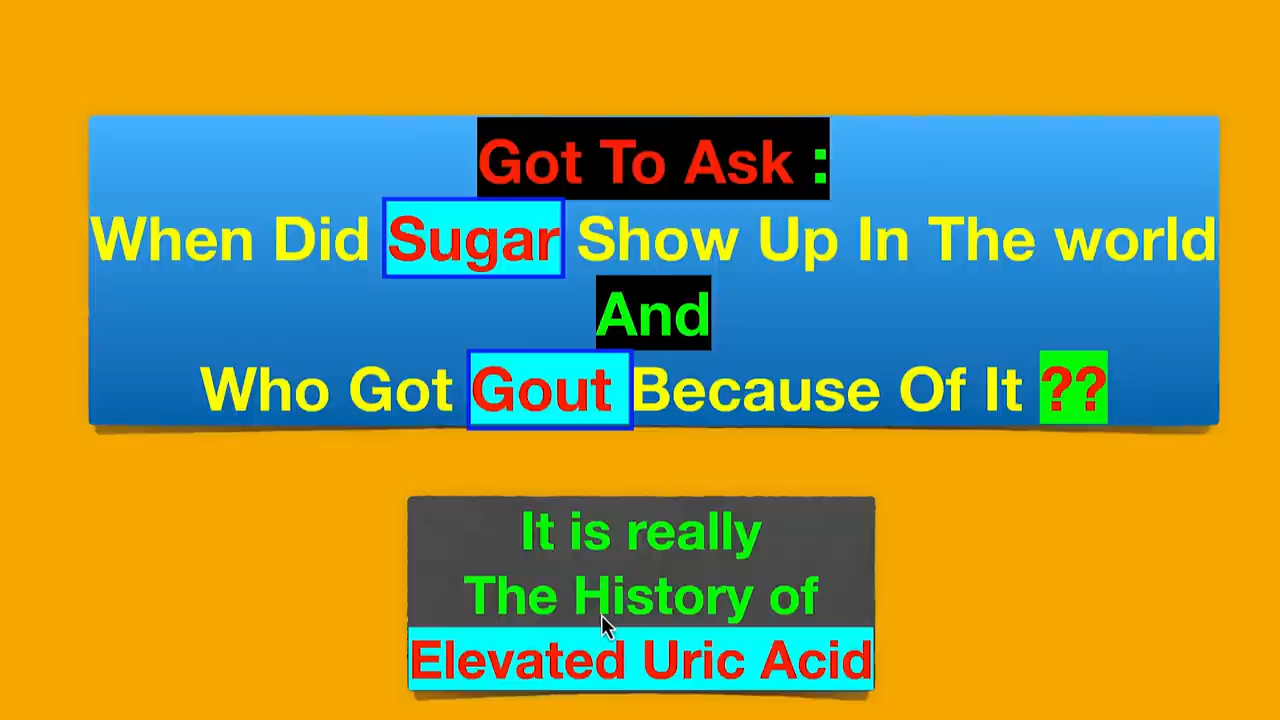 Got To Ask :
When Did Sugar Show Up In The world
And
Who Got Gout Because Of It ??
It is really
The History of
Elevated Uric Acid